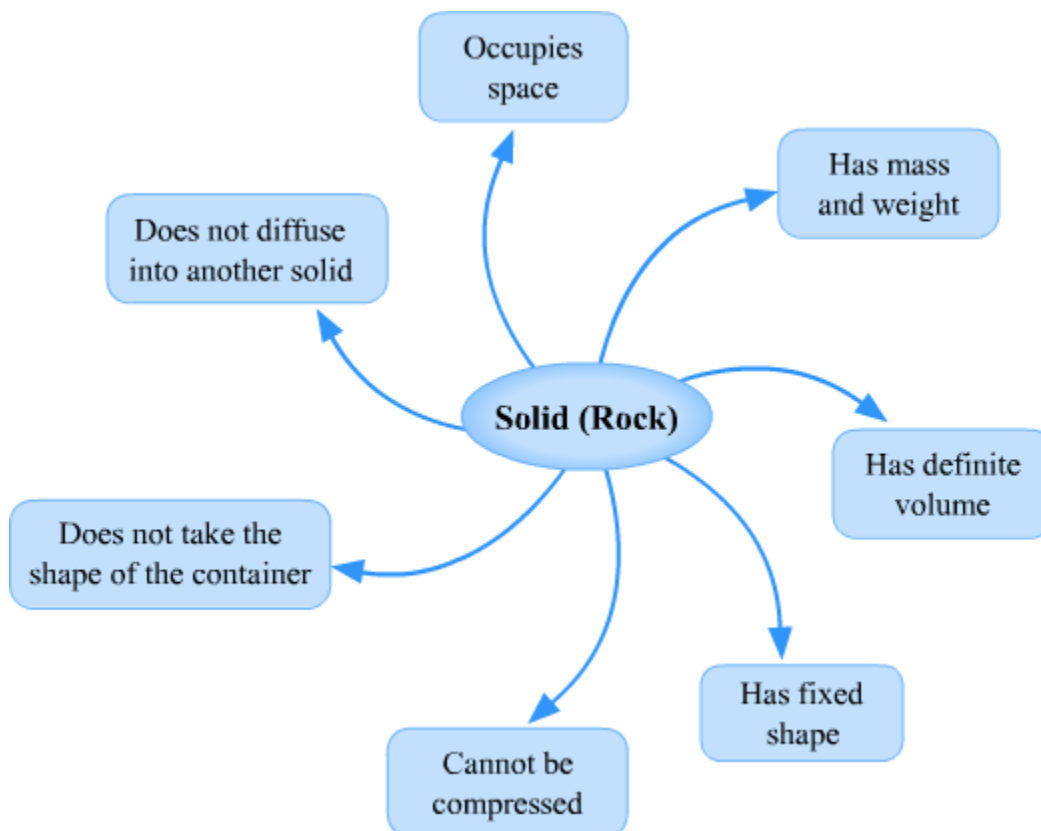 Occupies
space
Has mass
and weight
Does not diffuse
into another solid
Solid (Rock)
Has definite
volume
Does not take the
shape of the container
Has fixed
shape
Cannot be
compressed